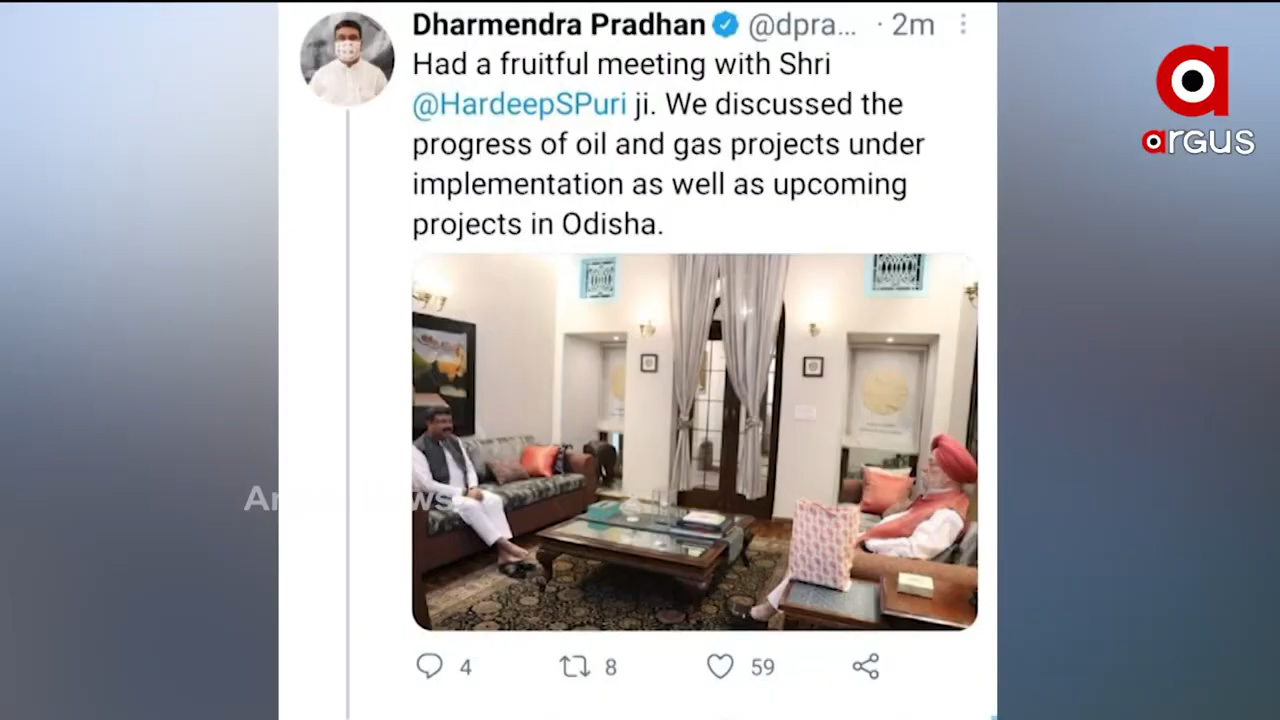 Dharmendra Pradhan @dpra... · 2m
Had a fruitful meeting with Shri
@HardeepSPuri ji. We discussed the
progress of oil and gas projects under
implementation as well as upcoming
projects in Odisha.
4 8 59
argus